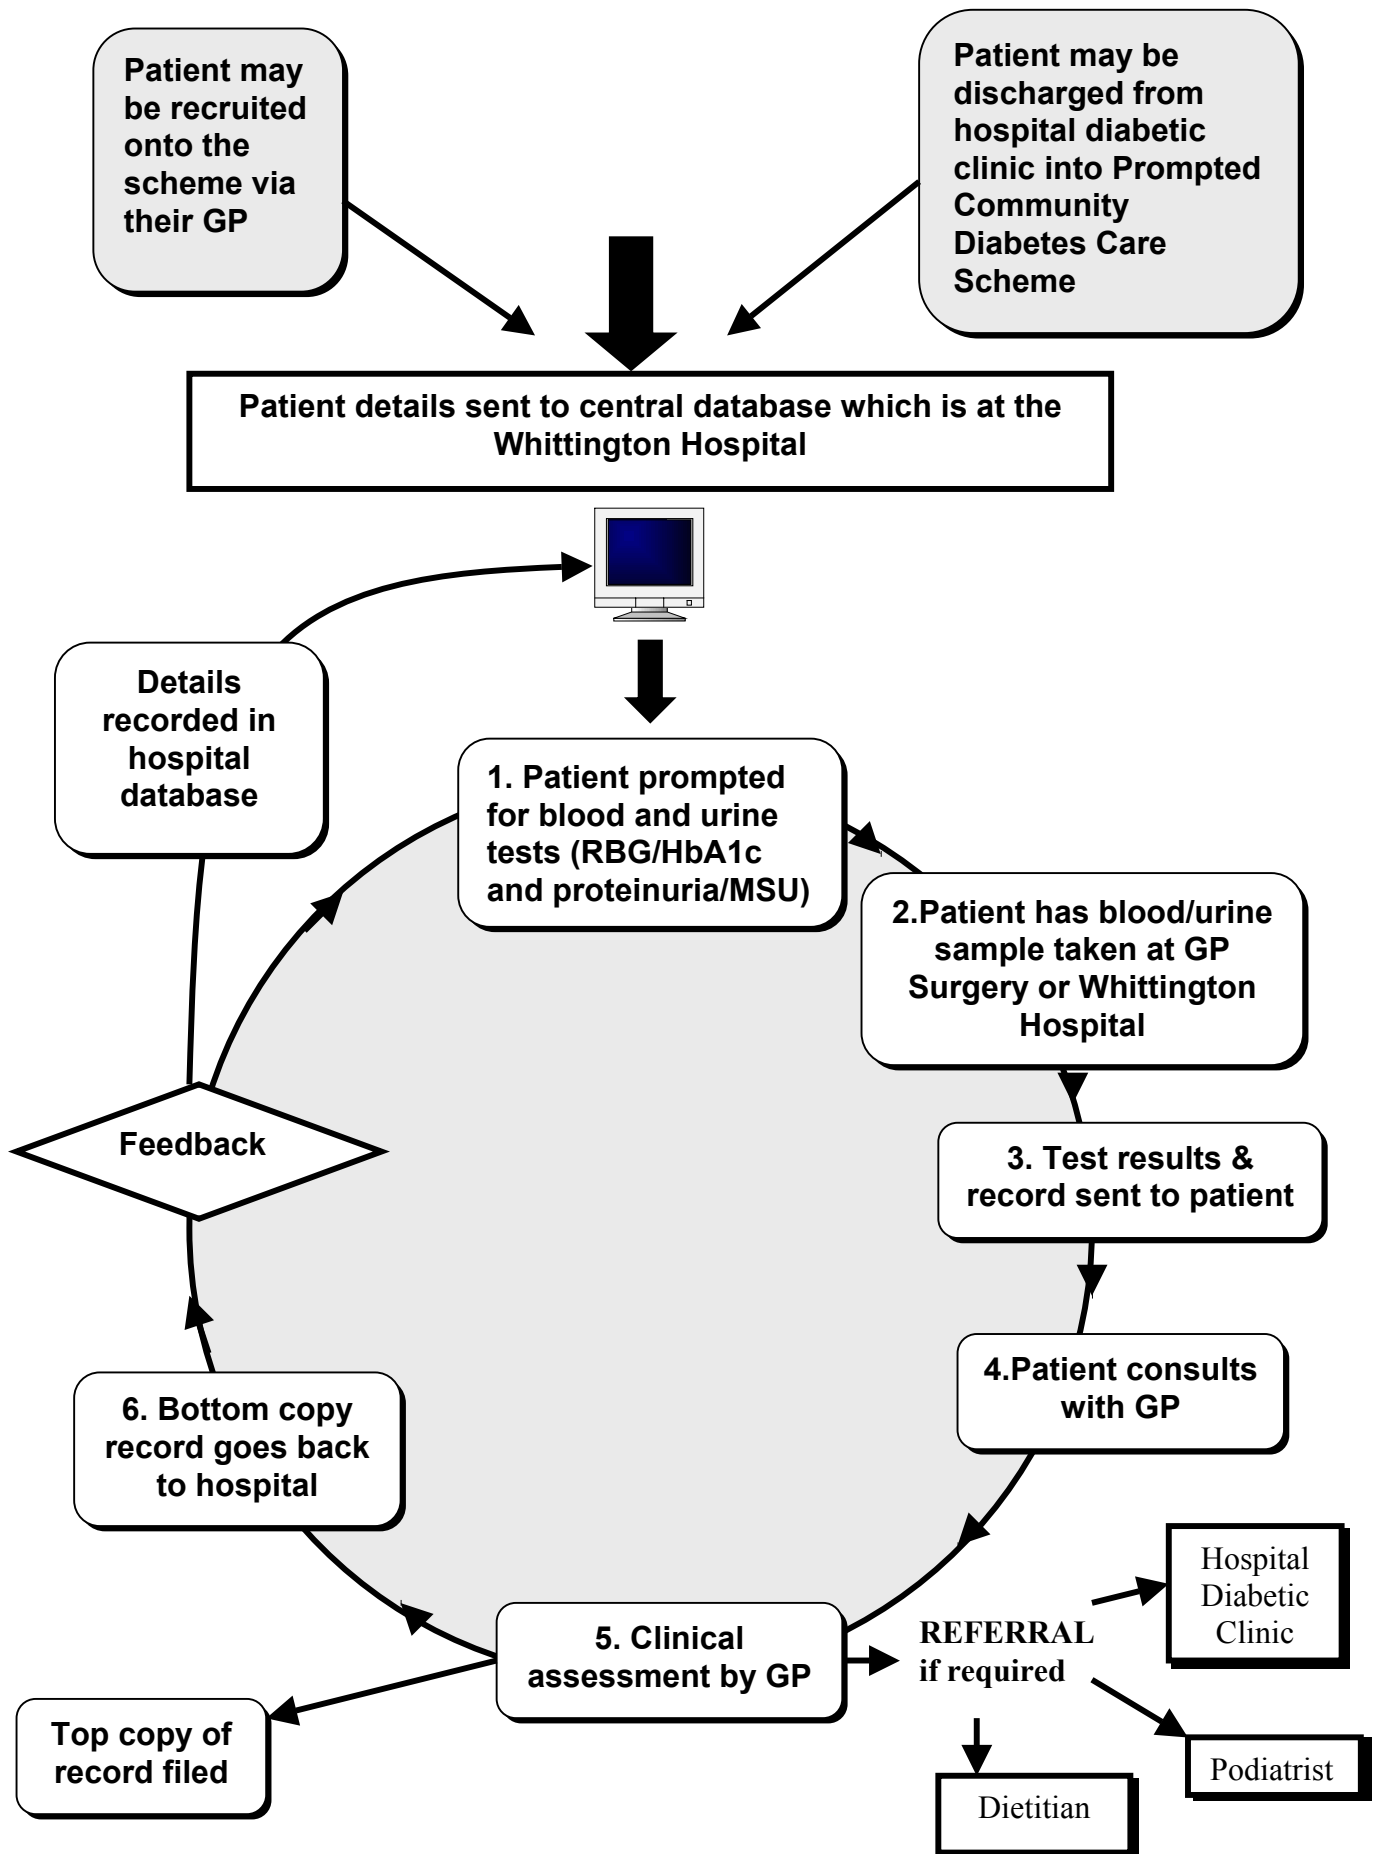 Patient may
be recruited
onto the
scheme via
their GP
Patient may be
discharged from
hospital diabetic
clinic into Prompted
Community
Diabetes Care
Scheme
Patient details sent to central database which is at the
Whittington Hospital
Details
recorded in
hospital
database
1. Patient prompted
for blood and urine
tests (RBG/HbA1c
and proteinuria/MSU)
2.Patient has blood/urine
sample taken at GP
Surgery or Whittington
Hospital
Feedback
3. Test results &
record sent to patient
4.Patient consults
with GP
6. Bottom copy
record goes back
to hospital
5. Clinical
assessment by GP
REFERRAL
if required
Hospital
Diabetic
Clinic
Top copy of
record filed
Podiatrist
Dietitian